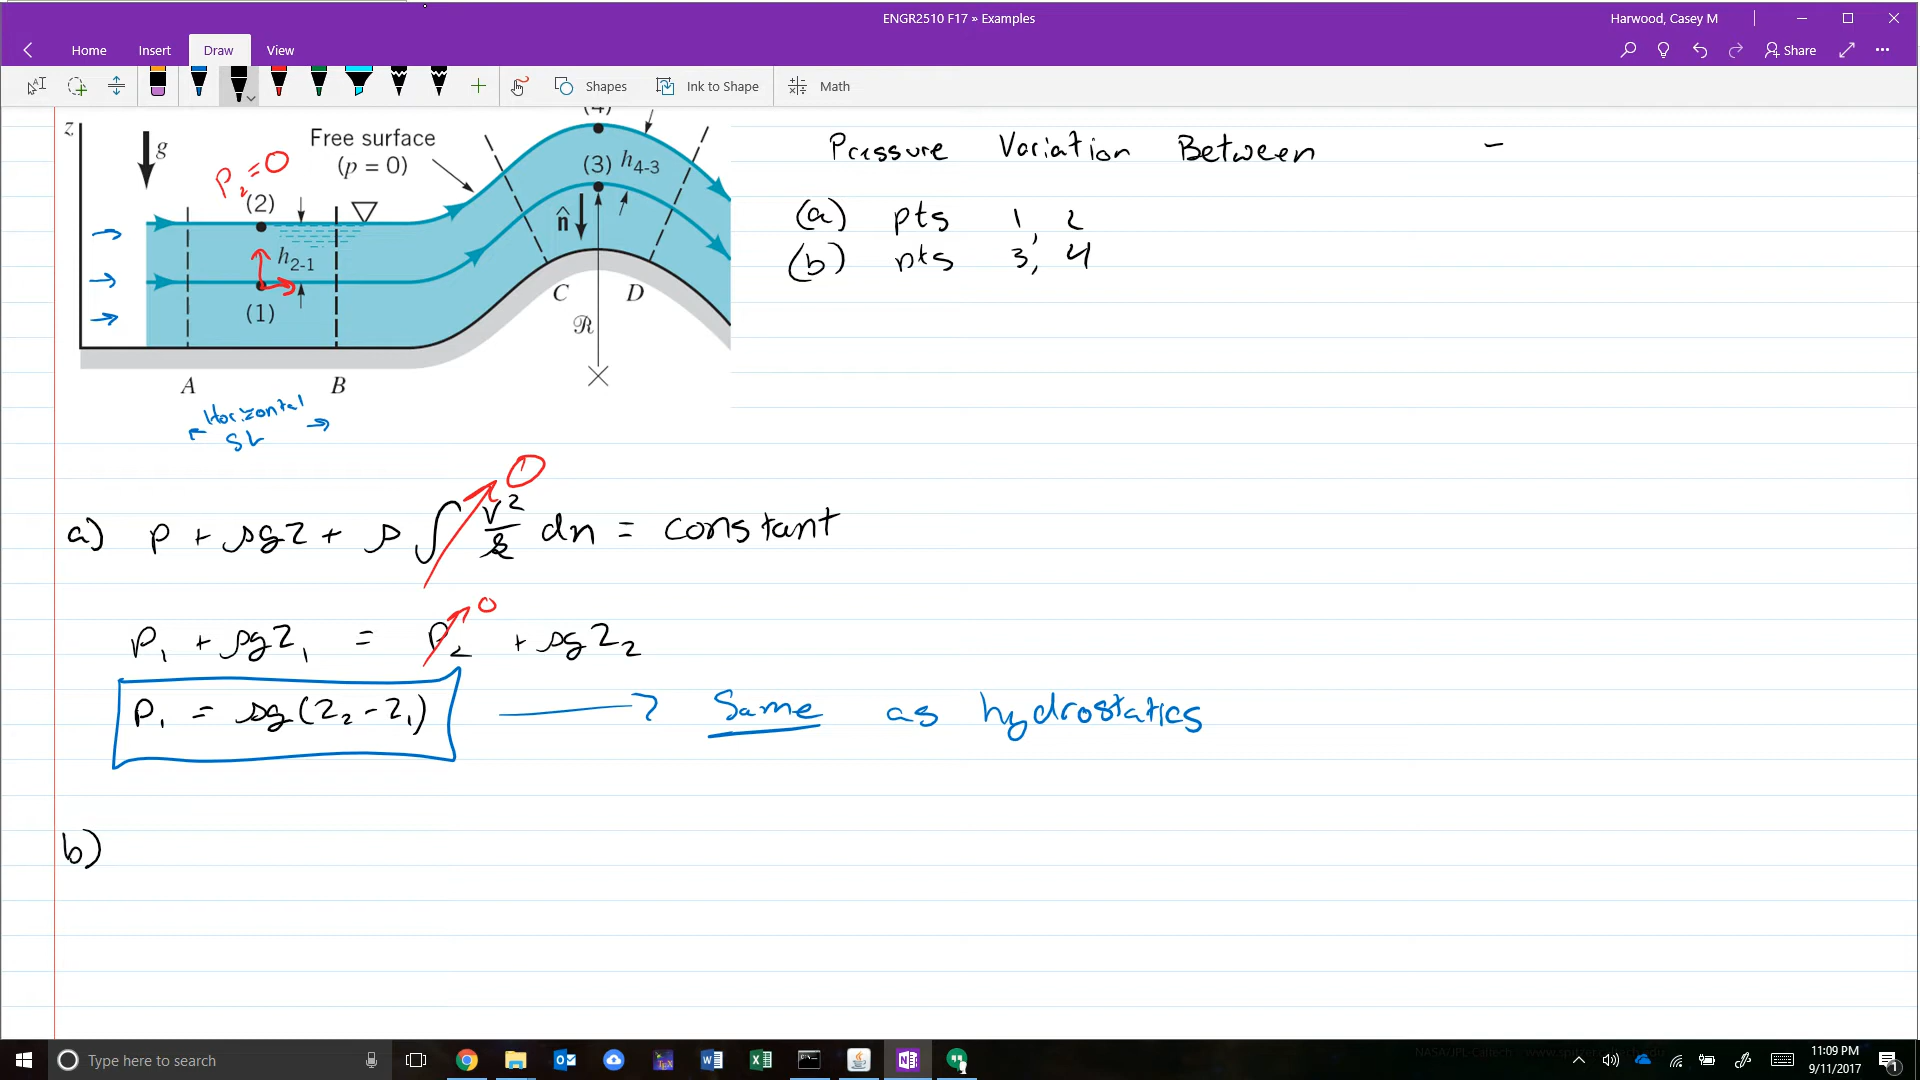 ENGR2510 F17 » Examples
Harwood, Casey M
Home Insert Draw View
Share
Shapes
Ink to Shape
Math
z
g
Free surface
(p = 0)
P₂ = 0
(2)
h2-1
(1)
(4)
(3)
h4-3
n̂
C
D
ℛ
A
B
Horizontal
SL
Pressure Variation Between
(a) pts 1, 2
(b) pts 3, 4
a) p + ρgz + ρ ∫ V²/ℛ dn = constant
0
P₁ + ρgz₁ = P₂ + ρgz₂
0
P₁ = ρg(z₂ - z₁) → Same as hydrostatics
b)
Type here to search
11:09 PM
9/11/2017